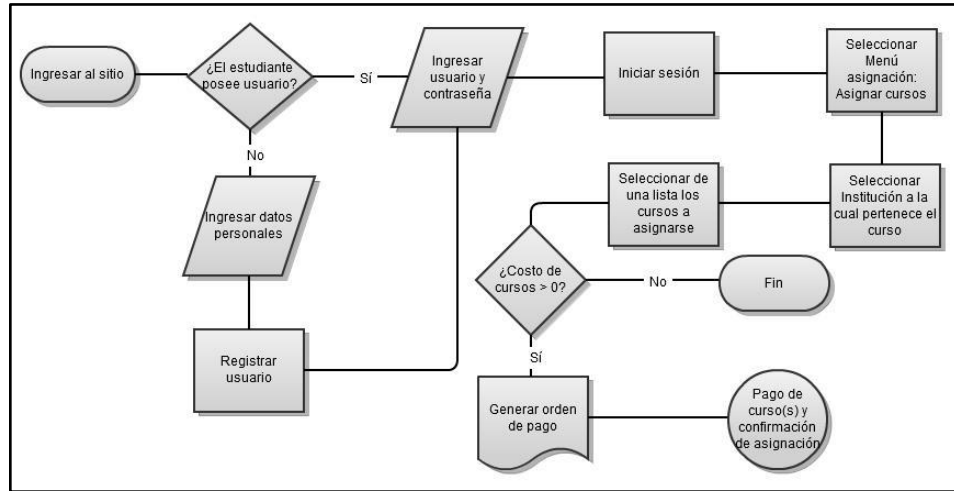 Ingresar al sitio
¿El estudiante
posee usuario?
Sí
Ingresar
usuario y
contraseña
Iniciar sesión
Seleccionar
Menú
asignación:
Asignar cursos
No
Ingresar datos
personales
Seleccionar de
una lista los
cursos a
asignarse
Seleccionar
Institución a la
cual pertenece el
curso
¿Costo de
cursos > 0?
No
Fin
Registrar
usuario
Sí
Generar orden
de pago
Pago de
curso(s) y
confirmación
de asignación